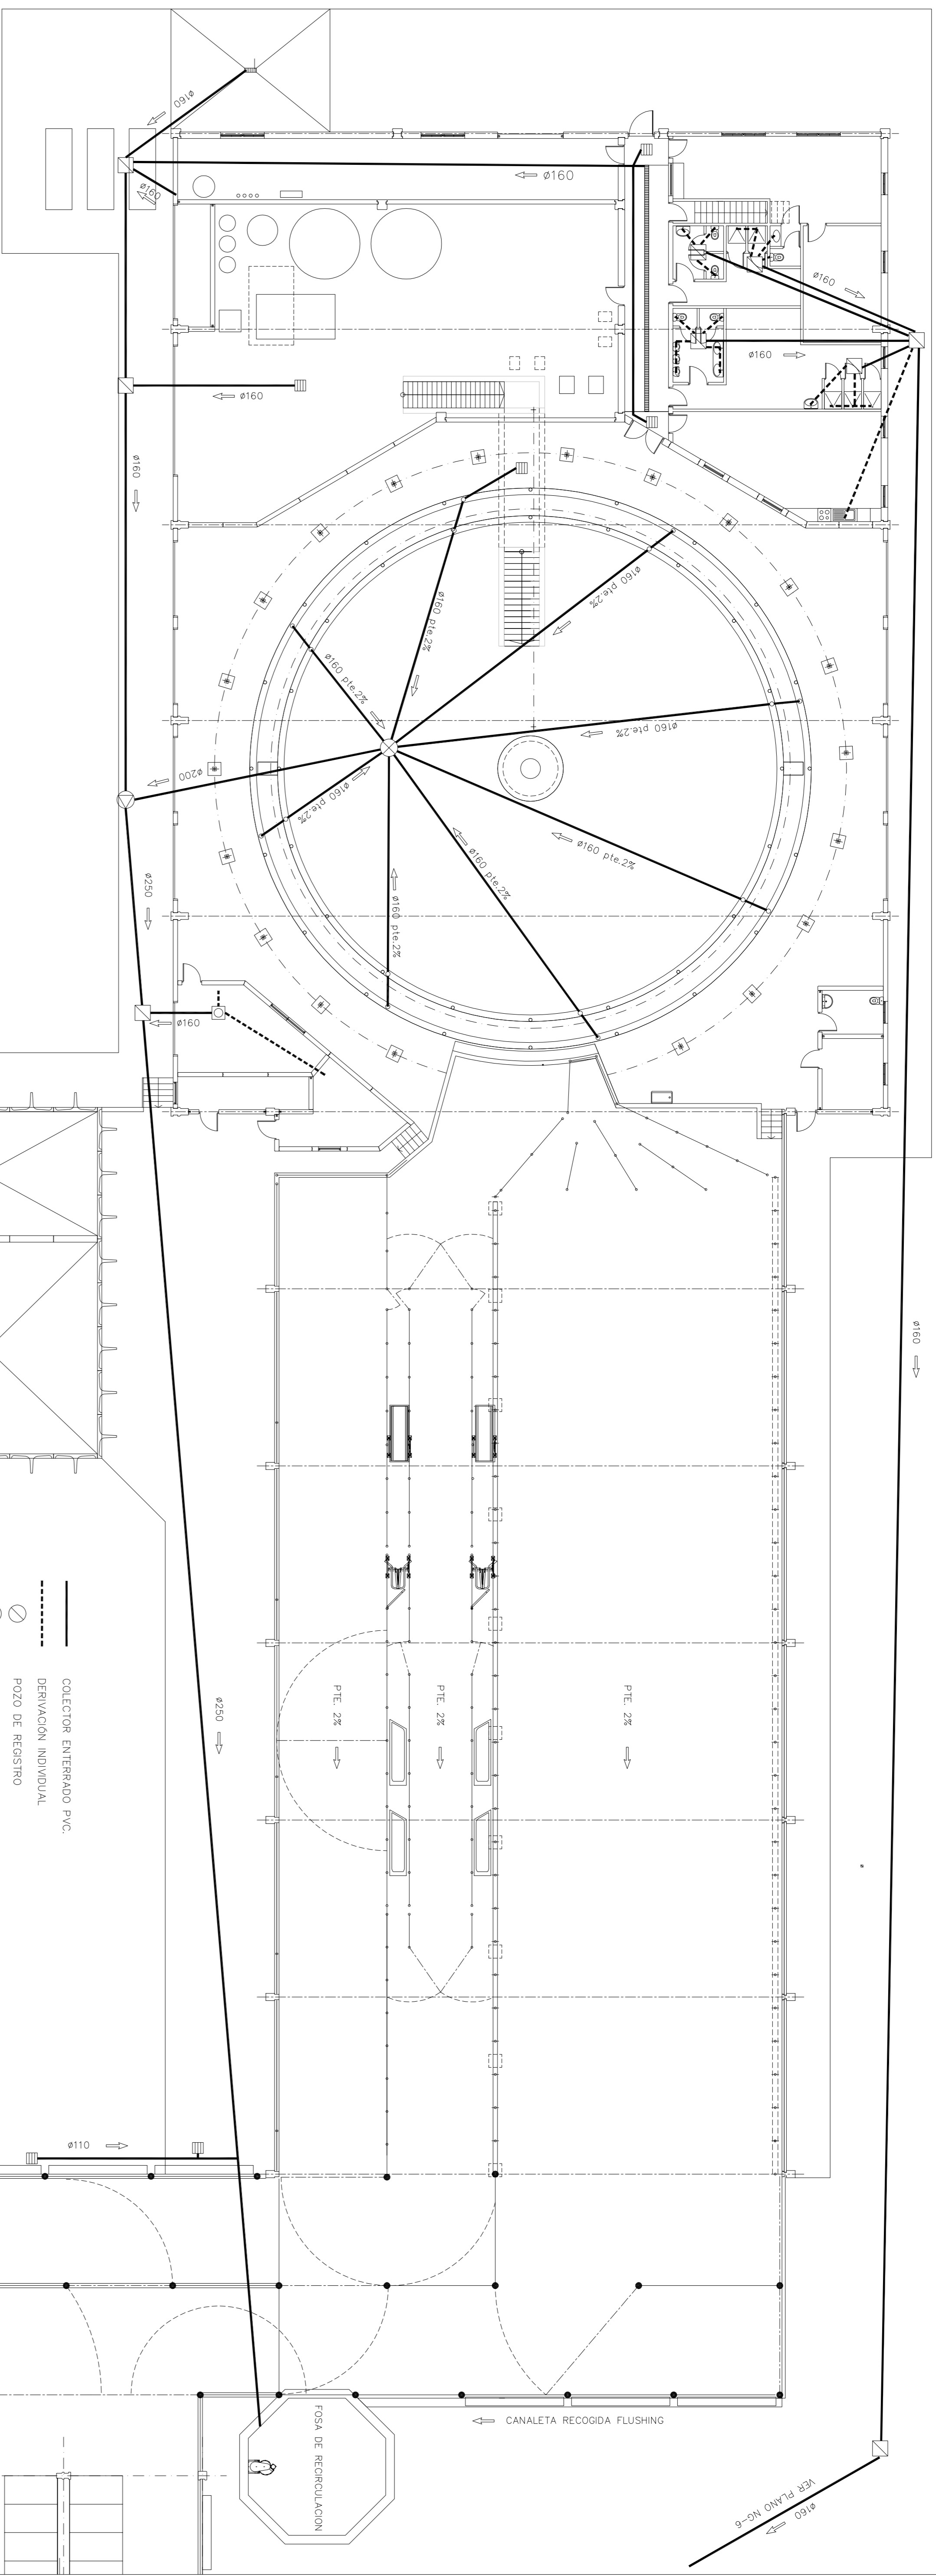 ø160
ø160
ø160
ø160
ø160
ø160
ø160
ø160 pte.2%
ø160 pte.2%
ø160 pte.2%
ø160 pte.2%
ø200
ø160 pte.2%
ø160 pte.2%
ø160 pte.2%
ø160 pte.2%
ø250
ø160
ø160
COLECTOR ENTERRADO PVC.
DERIVACIÓN INDIVIDUAL
POZO DE REGISTRO
ø250
PTE. 2%
PTE. 2%
PTE. 2%
ø110
FOSA DE RECIRCULACION
CANALETA RECOGIDA FLUSHING
VER PLANO NG-6
ø160